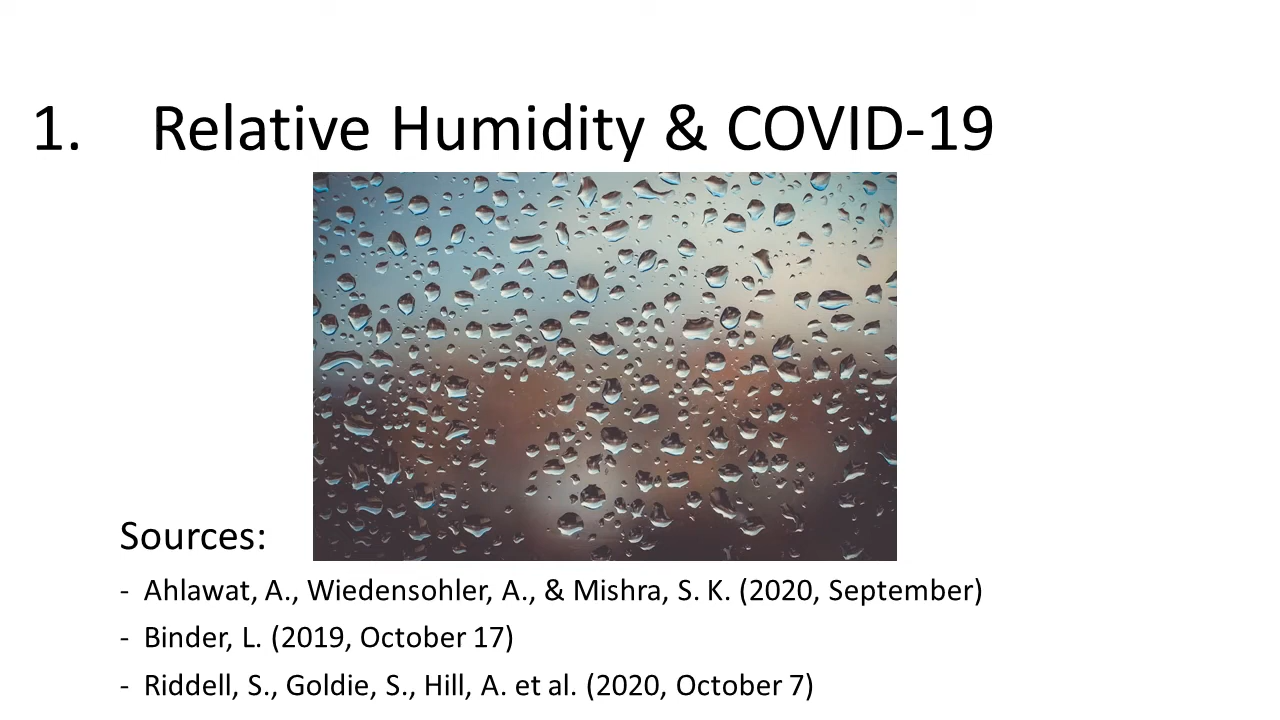 1. Relative Humidity & COVID-19
Sources:
- Ahlawat, A., Wiedensohler, A., & Mishra, S. K. (2020, September)
- Binder, L. (2019, October 17)
- Riddell, S., Goldie, S., Hill, A. et al. (2020, October 7)